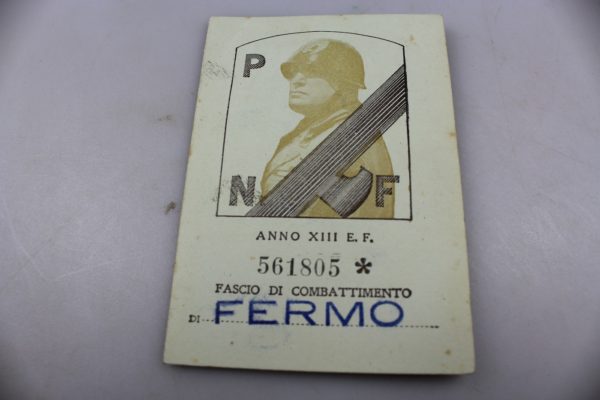 P
N F
ANNO XIII E. F.
561805 *
FASCIO DI COMBATTIMENTO
DI FERMO